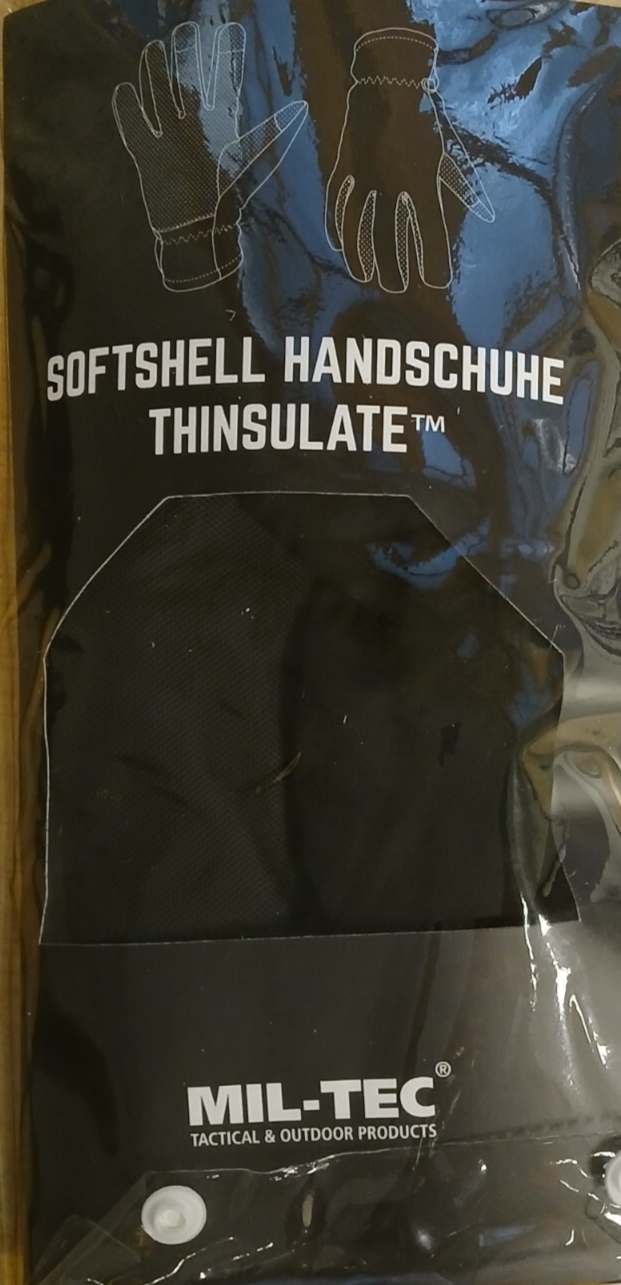 SOFTSHELL HANDSCHUHE
THINSULATE™
MIL-TEC®
TACTICAL & OUTDOOR PRODUCTS